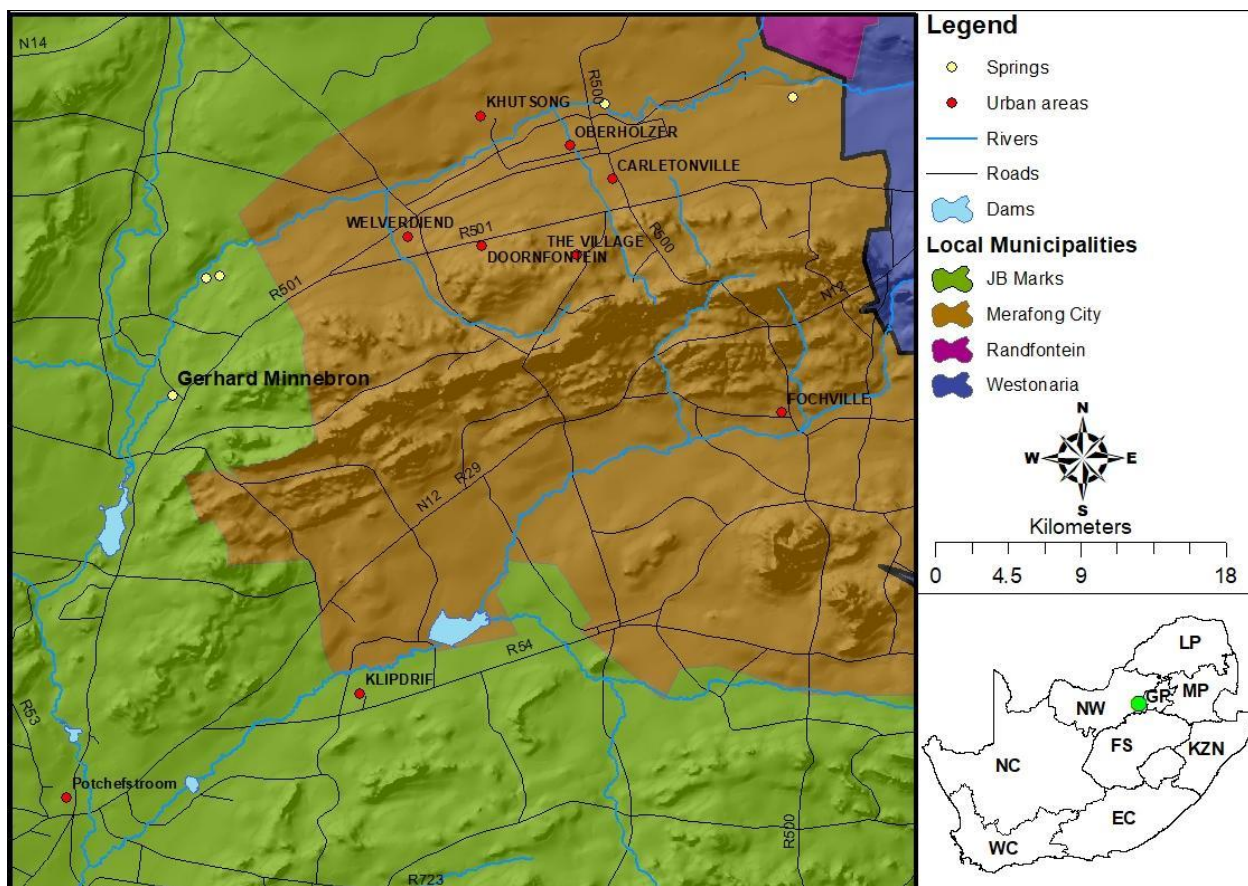 N14
R500
KHUTSONG
OBERHOLZER
CARLETONVILLE
WELVERDIEND
R501
THE VILLAGE
DOORNFONTEIN
R500
R501
N12
Gerhard Minnebron
FOCHVILLE
N12
R29
R54
KLIPDRIF
R53
Potchefstroom
R500
R723
Legend
Springs
Urban areas
Rivers
Roads
Dams
Local Municipalities
JB Marks
Merafong City
Randfontein
Westonaria
N
W
E
S
Kilometers
0 4.5 9 18
LP
NW
GP
MP
FS
KZN
NC
EC
WC